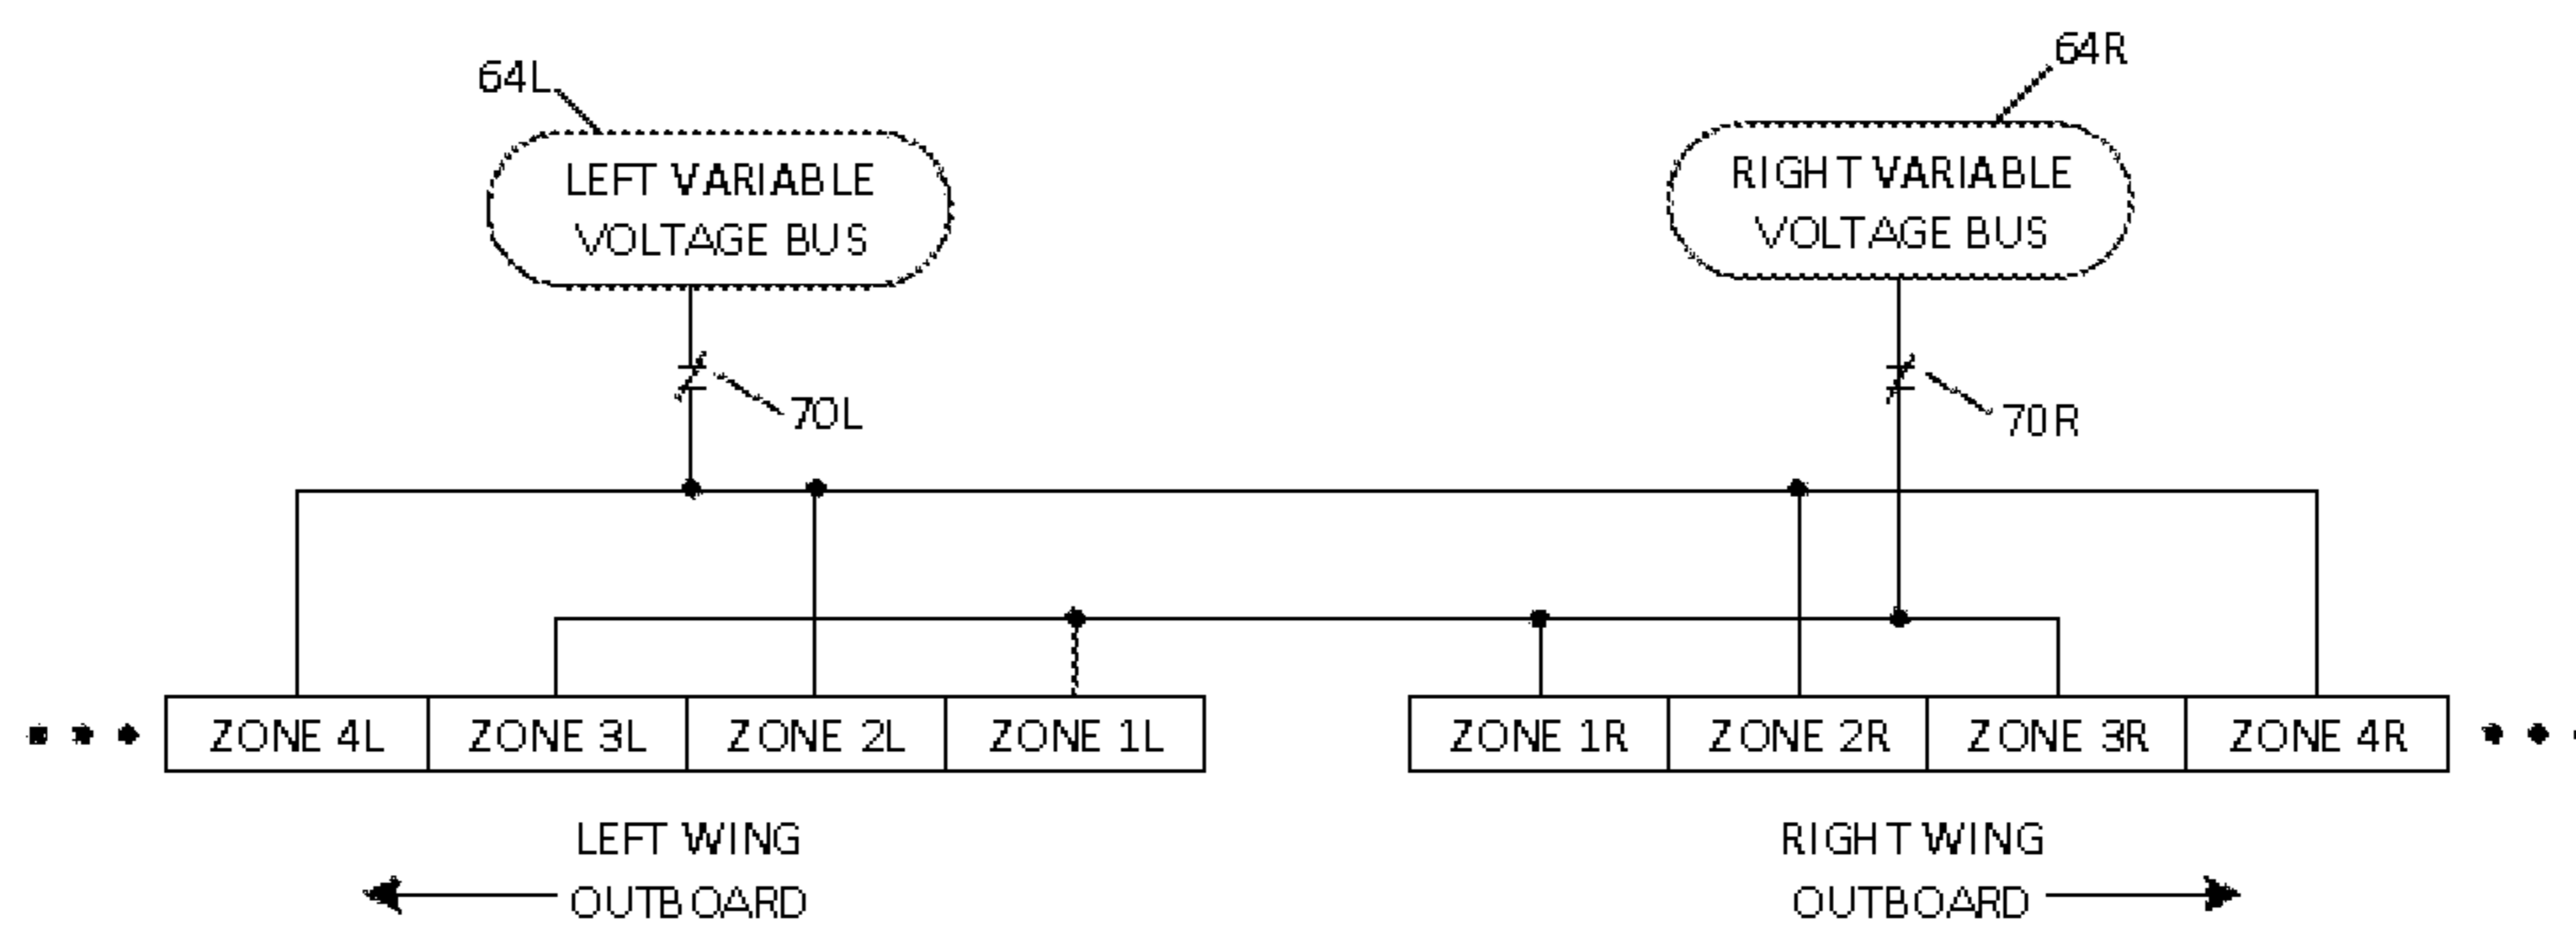 64L
64R
LEFT VARIABLE
VOLTAGE BUS
RIGHT VARIABLE
VOLTAGE BUS
70L
70R
ZONE 4L
ZONE 3L
ZONE 2L
ZONE 1L
ZONE 1R
ZONE 2R
ZONE 3R
ZONE 4R
LEFT WING
OUTBOARD
RIGHT WING
OUTBOARD